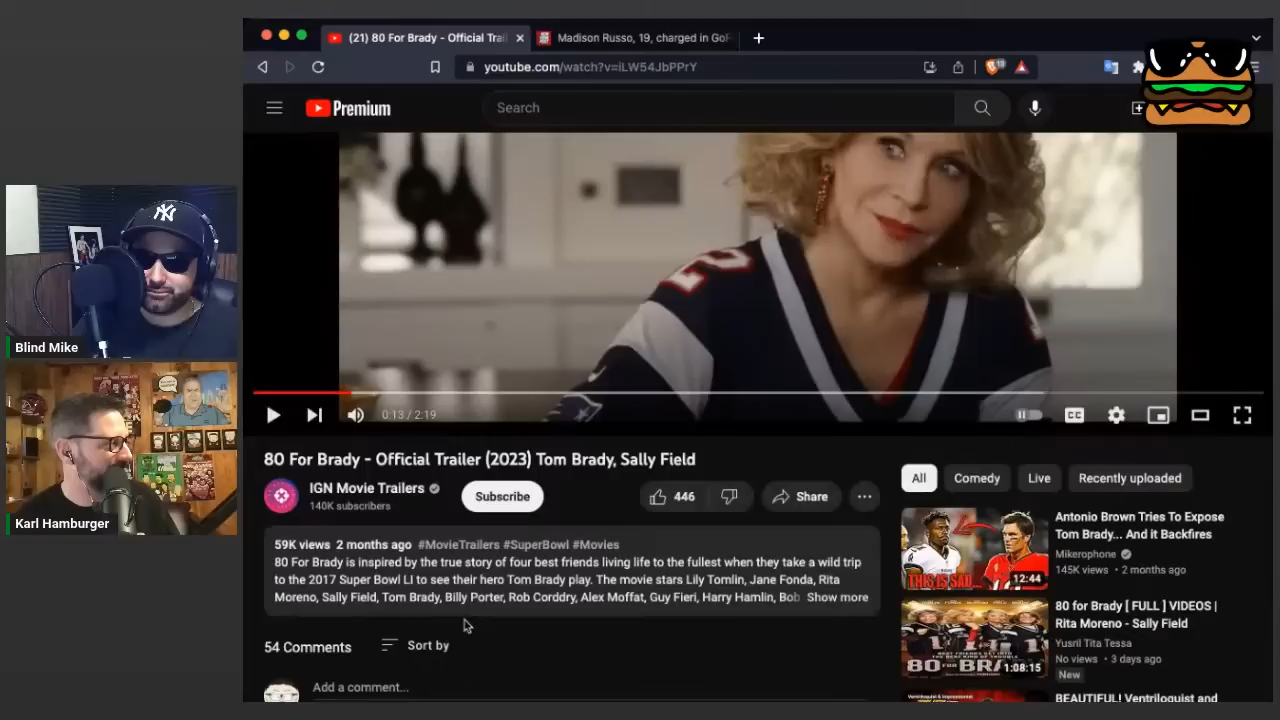 (21) 80 For Brady - Official Trai
Madison Russo, 19, charged in GoF
youtube.com/watch?v=iLW54JbPPrY
Premium
Search
2
NY
Blind Mike
Karl Hamburger
0:13 / 2:19
CC
80 For Brady - Official Trailer (2023) Tom Brady, Sally Field
IGN Movie Trailers
140K subscribers
Subscribe
446
Share
59K views 2 months ago #MovieTrailers #SuperBowl #Movies
80 For Brady is inspired by the true story of four best friends living life to the fullest when they take a wild trip
to the 2017 Super Bowl LI to see their hero Tom Brady play. The movie stars Lily Tomlin, Jane Fonda, Rita
Moreno, Sally Field, Tom Brady, Billy Porter, Rob Corddry, Alex Moffat, Guy Fieri, Harry Hamlin, Bob Show more
54 Comments
Sort by
Add a comment...
All
Comedy
Live
Recently uploaded
THIS IS SAD...
12:44
Antonio Brown Tries To Expose
Tom Brady... And it Backfires
Mikerophone
145K views • 2 months ago
80 FOR BRA
1:08:15
80 for Brady [ FULL ] VIDEOS |
Rita Moreno - Sally Field
Yusril Tita Tessa
No views • 3 days ago
New
BEAUTIFUL! Ventriloquist and